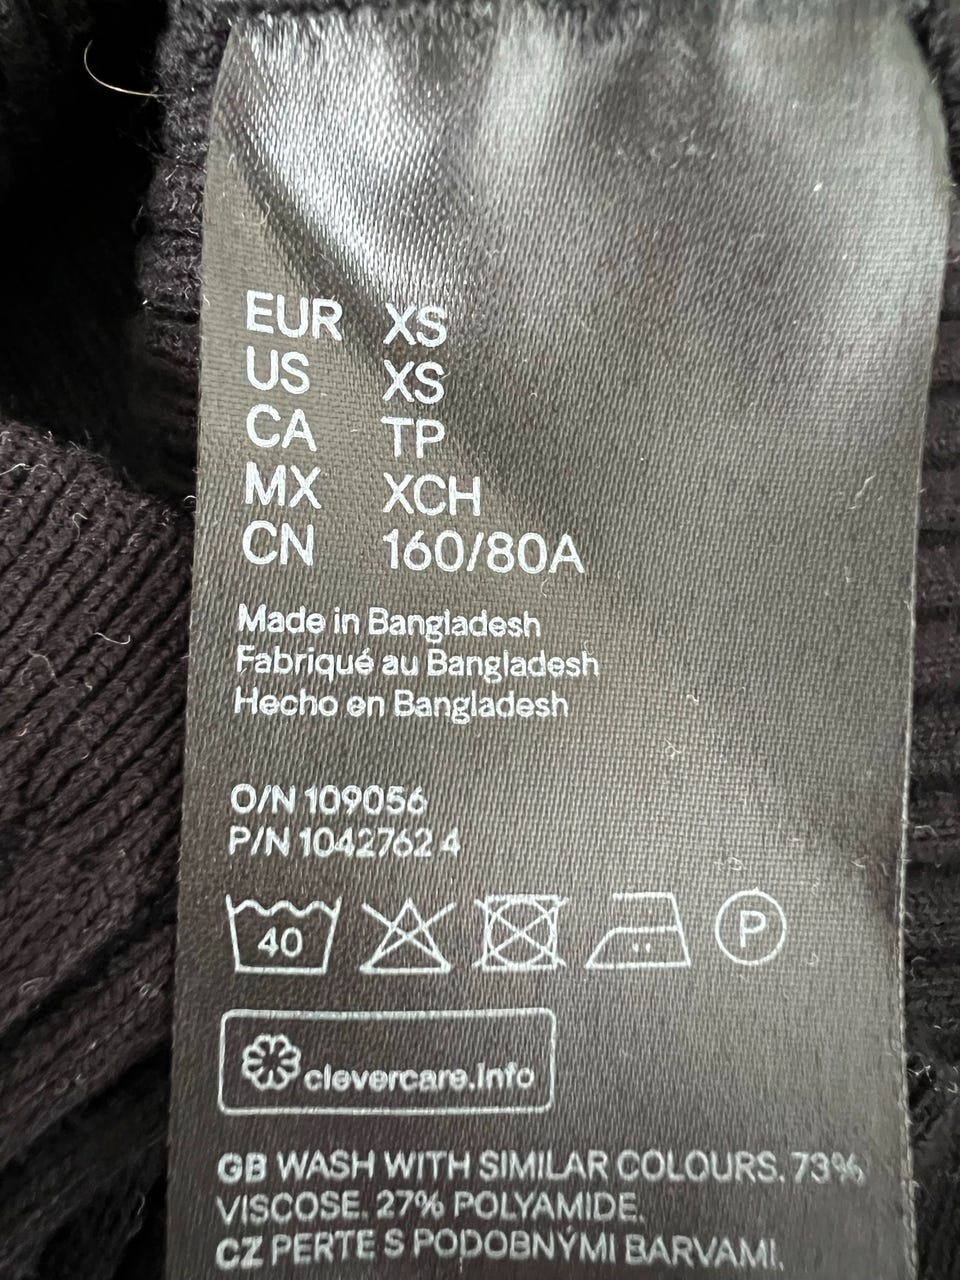 EUR XS
US XS
CA TP
MX XCH
CN 160/80A
Made in Bangladesh
Fabriqué au Bangladesh
Hecho en Bangladesh
O/N 109056
P/N 1042762 4
40 P
clevercare.info
GB WASH WITH SIMILAR COLOURS. 73%
VISCOSE. 27% POLYAMIDE.
CZ PERTE S PODOBNÝMI BARVAMI.